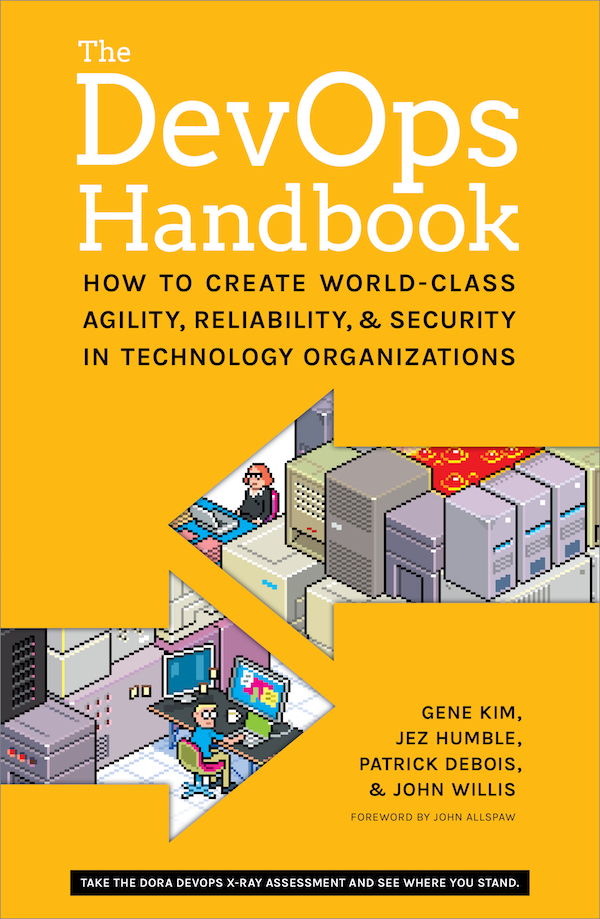 The
DevOps
Handbook
HOW TO CREATE WORLD-CLASS
AGILITY, RELIABILITY, & SECURITY
IN TECHNOLOGY ORGANIZATIONS
GENE KIM,
JEZ HUMBLE,
PATRICK DEBOIS,
& JOHN WILLIS
FOREWORD BY JOHN ALLSPAW
TAKE THE DORA DEVOPS X-RAY ASSESSMENT AND SEE WHERE YOU STAND.